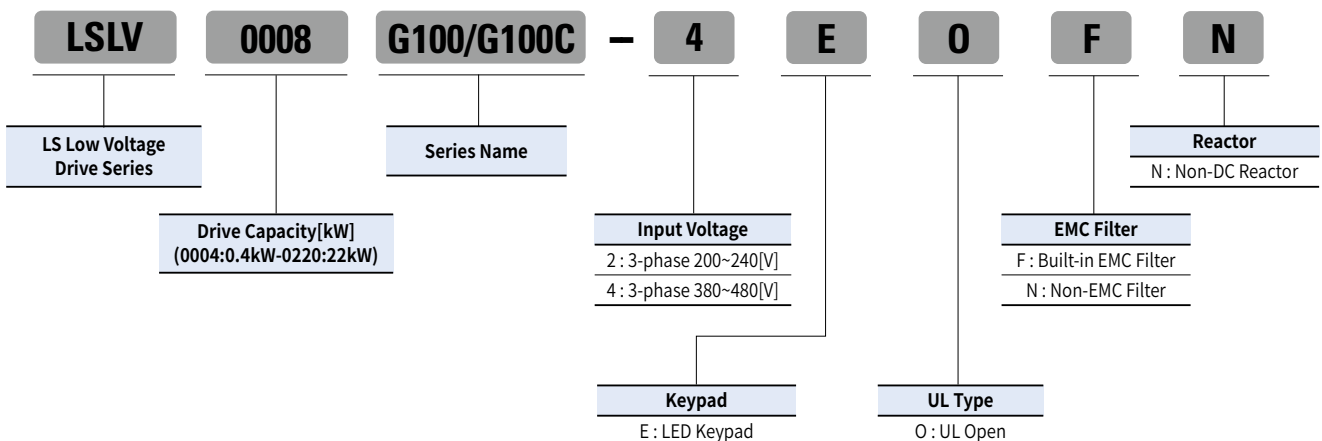 LSLV 0008 G100/G100C – 4 E O F N
LS Low Voltage
Drive Series
Drive Capacity[kW]
(0004:0.4kW-0220:22kW)
Series Name
Input Voltage
2 : 3-phase 200~240[V]
4 : 3-phase 380~480[V]
Keypad
E : LED Keypad
UL Type
O : UL Open
EMC Filter
F : Built-in EMC Filter
N : Non-EMC Filter
Reactor
N : Non-DC Reactor